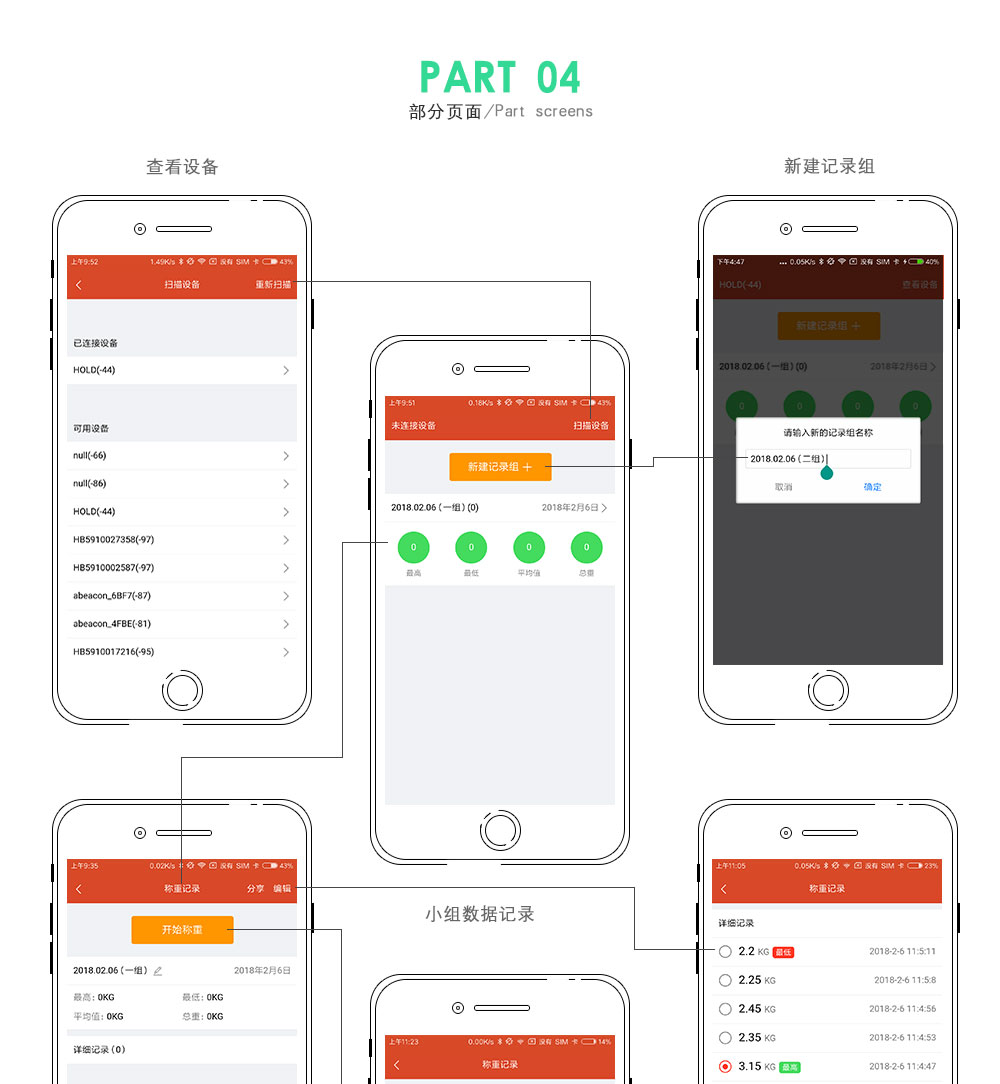 PART 04
部分页面/Part screens
查看设备
上午9:52 1.49K/s 没有 SIM 卡 43%
扫描设备 重新扫描
已连接设备
HOLD(-44)
可用设备
null(-66)
null(-86)
HOLD(-44)
HB5910027358(-97)
HB5910002587(-97)
abeacon_6BF7(-87)
abeacon_4FBE(-81)
HB5910017216(-95)
上午9:51 0.18K/s 没有 SIM 卡 43%
未连接设备 扫描设备
新建记录组 +
2018.02.06 (一组) (0) 2018年2月6日
0 0 0 0
最高 最低 平均值 总重
新建记录组
下午4:47 ... 0.05K/s 没有 SIM 卡 40%
HOLD(-44) 查看设备
新建记录组 +
2018.02.06 (一组) (0) 2018年2月6日
0 0 0 0
请输入新的记录组名称
2018.02.06 (二组)
取消 确定
上午9:35 0.02K/s 没有 SIM 卡 43%
称重记录 分享 编辑
开始称重
2018.02.06 (一组) 2018年2月6日
最高: 0KG 最低: 0KG
平均值: 0KG 总重: 0KG
详细记录 (0)
小组数据记录
上午11:23 0.00K/s 没有 SIM 卡 14%
称重记录
上午11:05 0.05K/s 没有 SIM 卡 23%
称重记录
详细记录
2.2 KG 最低 2018-2-6 11:5:11
2.25 KG 2018-2-6 11:5:8
2.45 KG 2018-2-6 11:4:56
2.35 KG 2018-2-6 11:4:53
3.15 KG 最高 2018-2-6 11:4:47